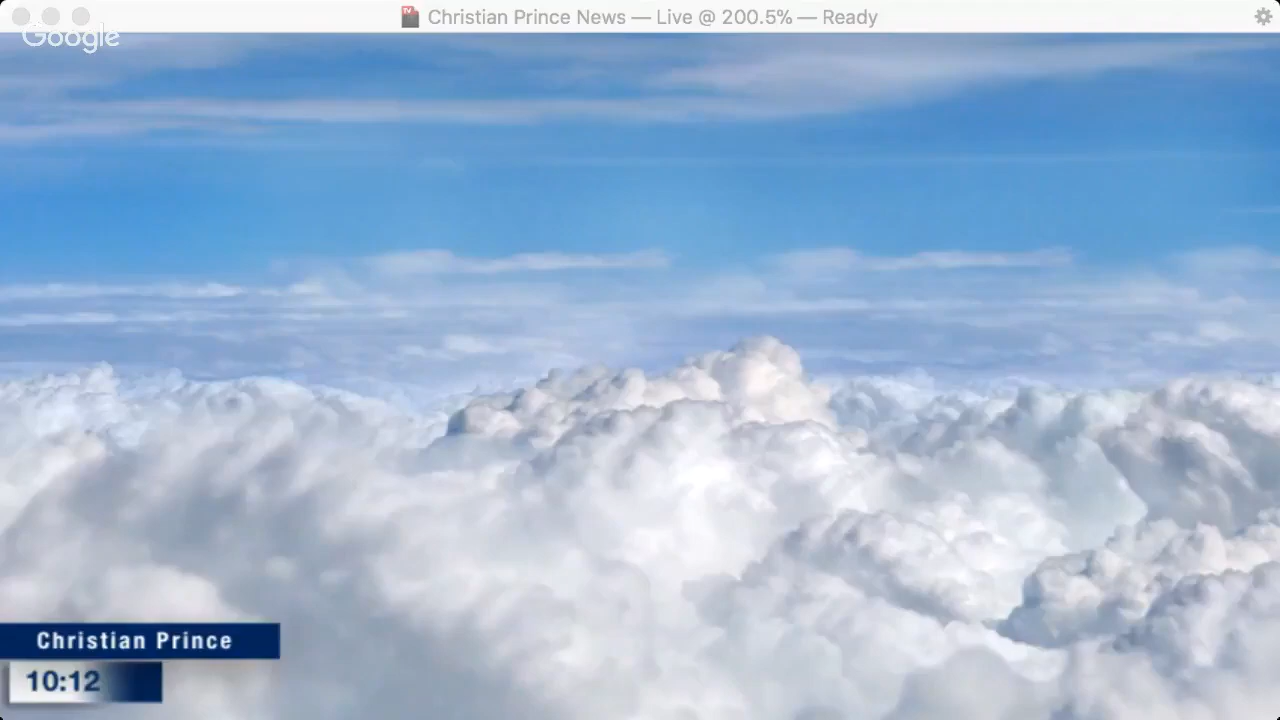 Christian Prince News — Live @ 200.5% — Ready
Google
Christian Prince
10:12